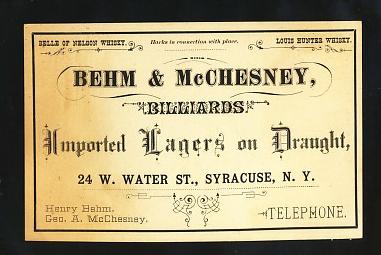 BELLE OF NELSON WHISKY. Hacks in connection with place. LOUIS HUNTER WHISKY.
WITH
BEHM & McCHESNEY,
BILLIARDS
Imported Lagers on Draught,
24 W. WATER ST., SYRACUSE, N. Y.
Henry Behm.
Geo. A. McChesney.
TELEPHONE.